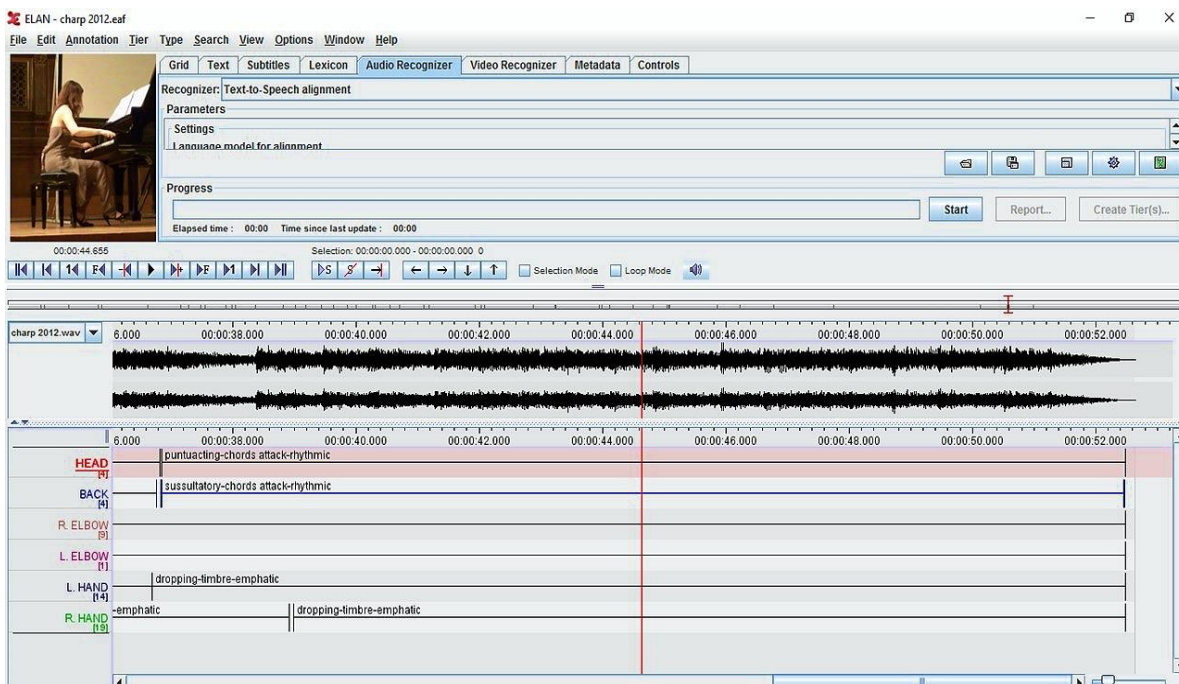 ELAN - charp 2012.eaf
File Edit Annotation Tier Type Search View Options Window Help
Grid Text Subtitles Lexicon Audio Recognizer Video Recognizer Metadata Controls
Recognizer: Text-to-Speech alignment
Parameters
Settings
Language model for alignment
Progress
Start Report... Create Tier(s)...
Elapsed time : 00:00 Time since last update : 00:00
00:00:44.655 Selection: 00:00:00.000 - 00:00:00.000 0
1 F + F 1 S S Selection Mode Loop Mode
charp 2012.wav 6.000 00:00:38.000 00:00:40.000 00:00:42.000 00:00:44.000 00:00:46.000 00:00:48.000 00:00:50.000 00:00:52.000
6.000 00:00:38.000 00:00:40.000 00:00:42.000 00:00:44.000 00:00:46.000 00:00:48.000 00:00:50.000 00:00:52.000
puntuacting-chords attack-rhythmic
HEAD
[4]
sussultatory-chords attack-rhythmic
BACK
[4]
R. ELBOW
[9]
L. ELBOW
[1]
dropping-timbre-emphatic
L. HAND
[14]
-emphatic dropping-timbre-emphatic
R. HAND
[19]